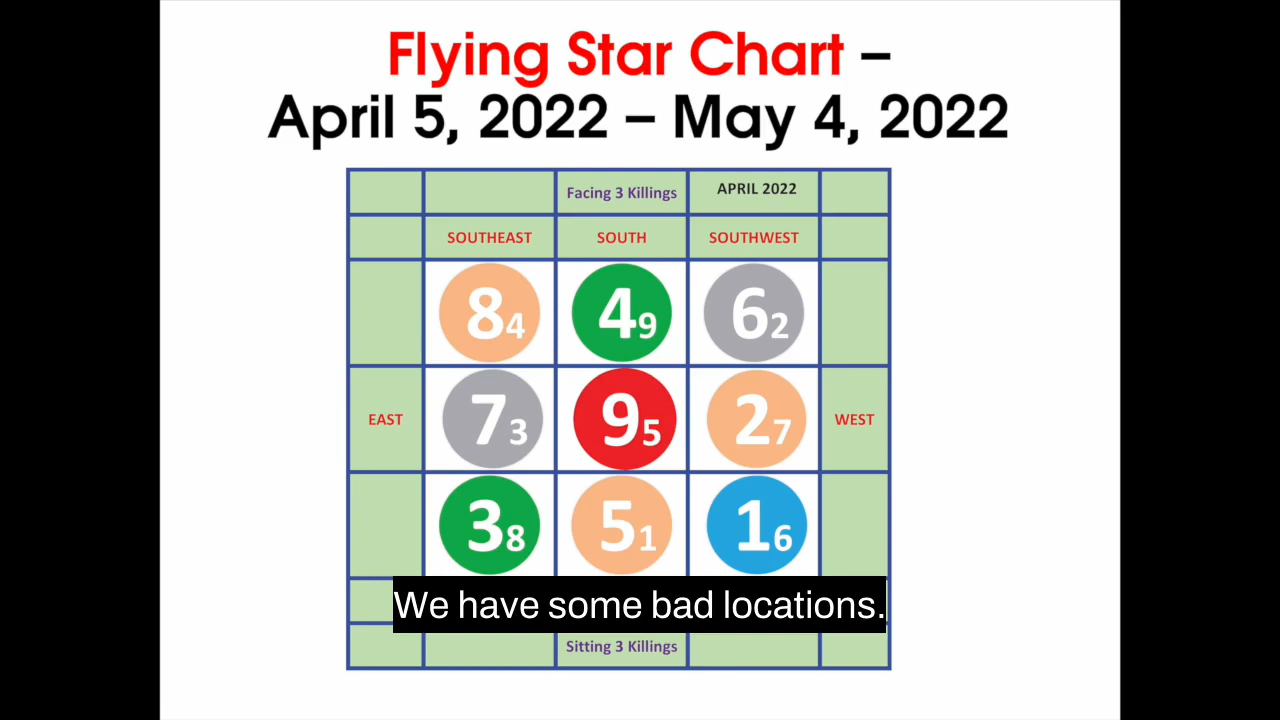 Flying Star Chart –
April 5, 2022 – May 4, 2022
Facing 3 Killings
APRIL 2022
SOUTHEAST
SOUTH
SOUTHWEST
84
49
62
EAST
73
95
27
WEST
38
51
16
We have some bad locations.
Sitting 3 Killings